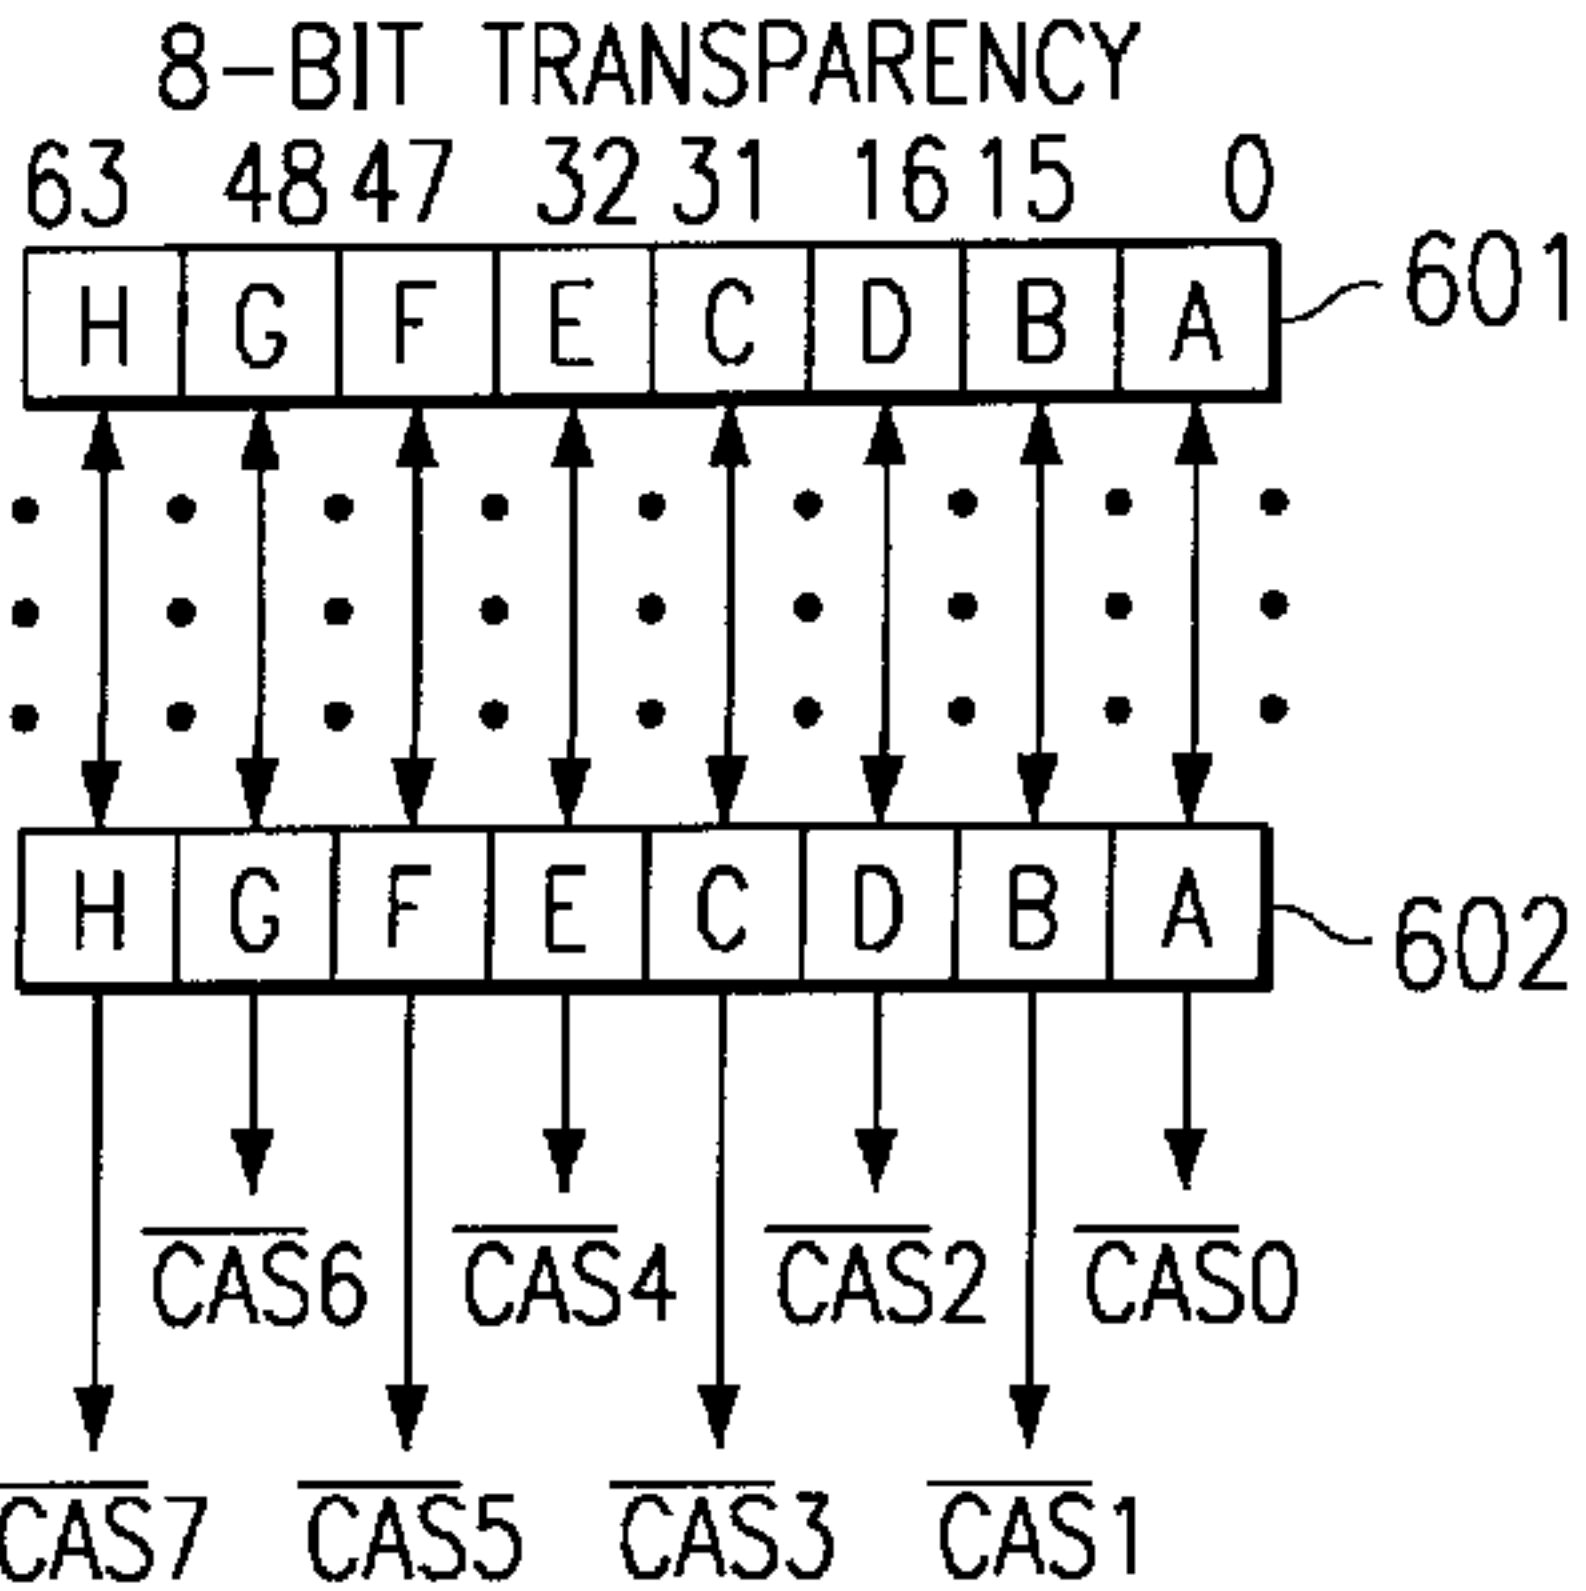 8-BIT TRANSPARENCY
63 48 47 32 31 16 15 0
H G F E C D B A 601
H G F E C D B A 602
CAS6 CAS4 CAS2 CAS0
CAS7 CAS5 CAS3 CAS1